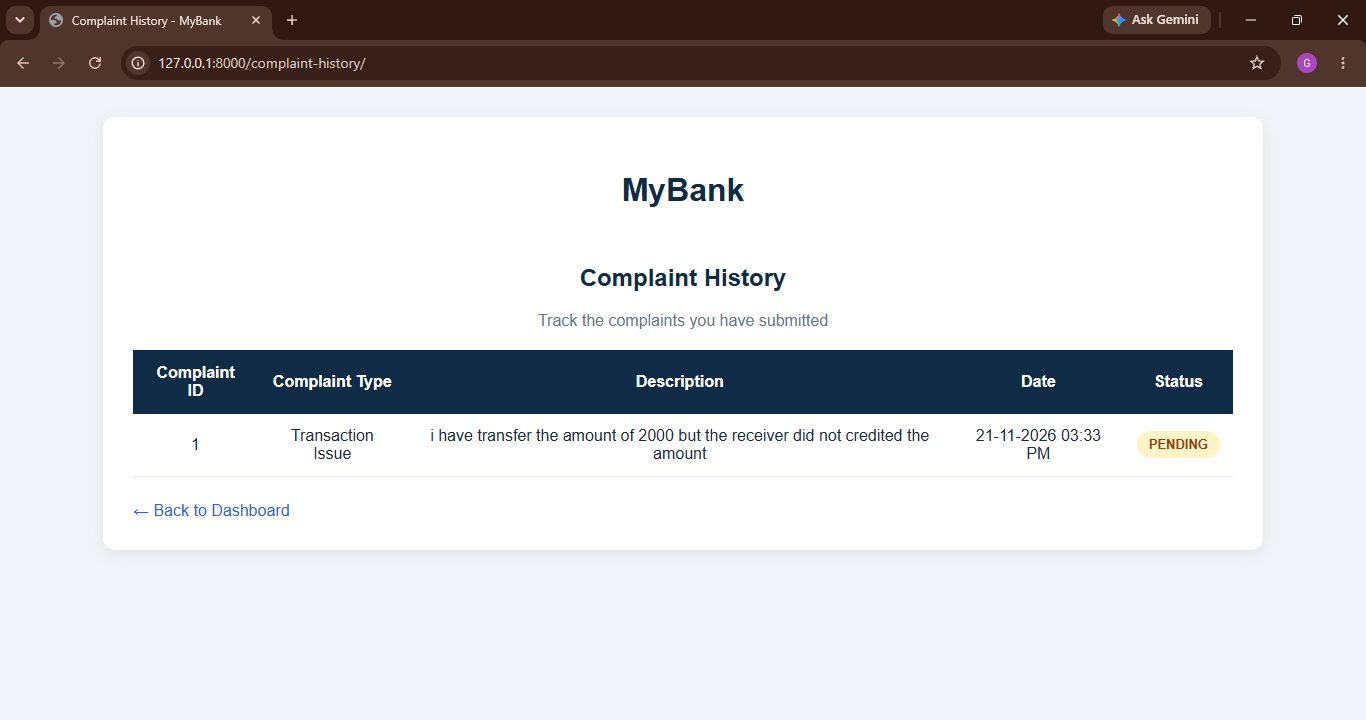 Complaint History - MyBank
Ask Gemini
127.0.0.1:8000/complaint-history/
G
MyBank
Complaint History
Track the complaints you have submitted
Complaint ID
Complaint Type
Description
Date
Status
1
Transaction
Issue
i have transfer the amount of 2000 but the receiver did not credited the
amount
21-11-2026 03:33
PM
PENDING
← Back to Dashboard